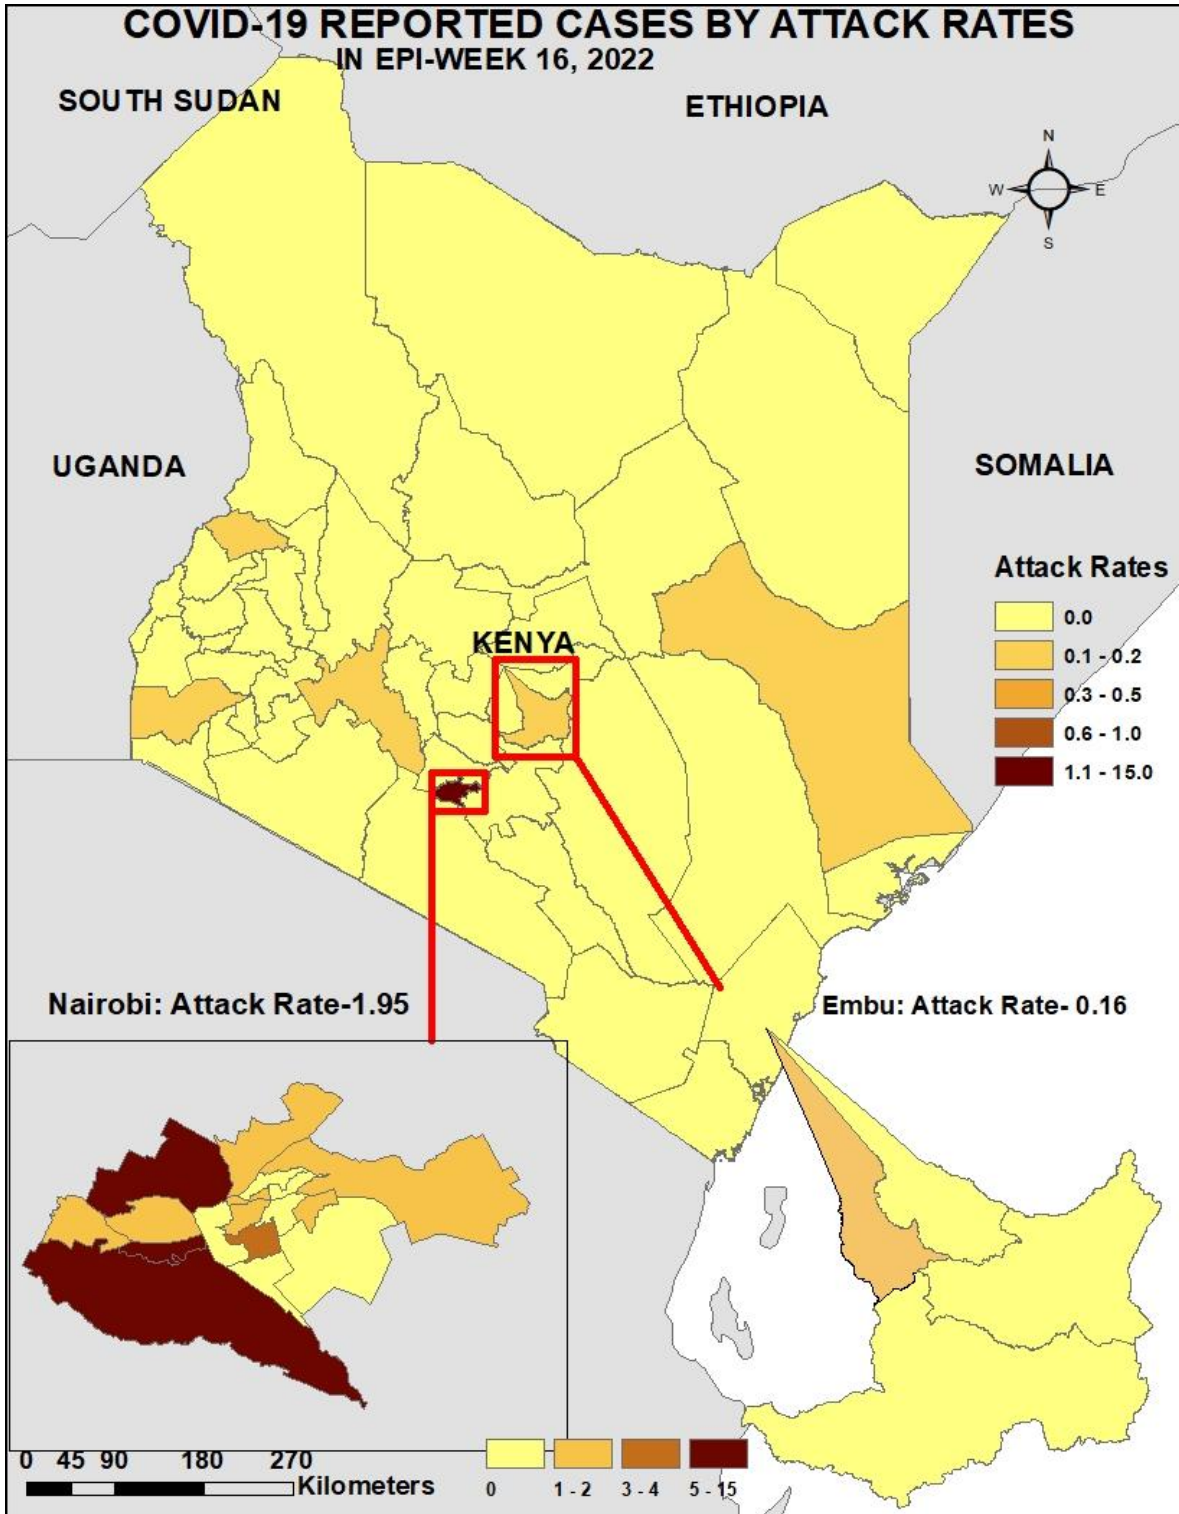 COVID-19 REPORTED CASES BY ATTACK RATES
IN EPI-WEEK 16, 2022
SOUTH SUDAN
ETHIOPIA
N
W E
S
UGANDA
SOMALIA
Attack Rates
0.0
0.1 - 0.2
0.3 - 0.5
0.6 - 1.0
1.1 - 15.0
KENYA
Nairobi: Attack Rate-1.95
Embu: Attack Rate- 0.16
0 45 90 180 270
Kilometers
0 1 - 2 3 - 4 5 - 15